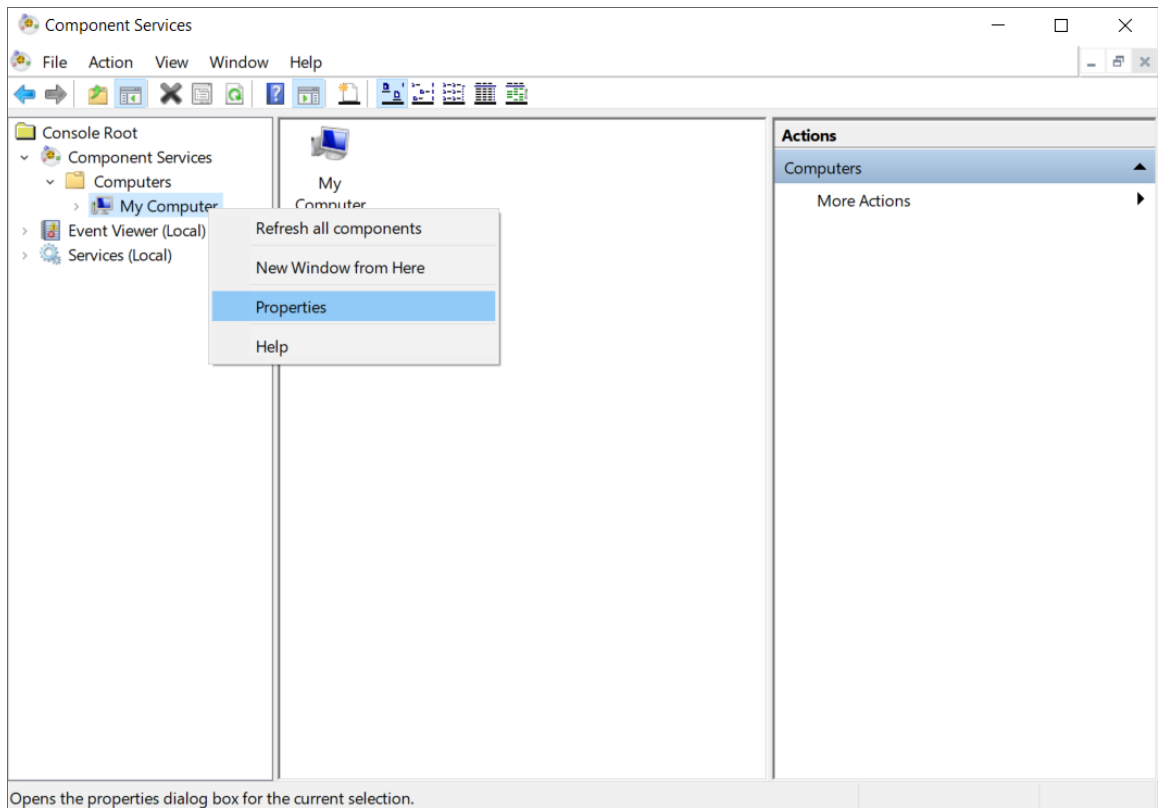 Component Services
File Action View Window Help
Console Root
Component Services
Computers
My Computer
Event Viewer (Local)
Services (Local)
My
Computer
Refresh all components
New Window from Here
Properties
Help
Actions
Computers
More Actions
Opens the properties dialog box for the current selection.